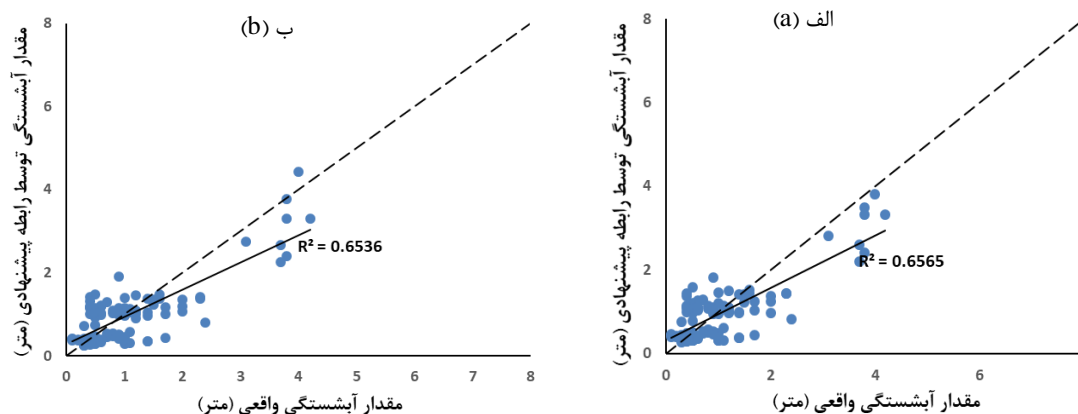 الف (a)
8
6
4
2
0
0
2
4
6
R² = 0.6565
مقدار آبشستگی توسط رابطه پیشنهادی (متر)
مقدار آبشستگی واقعی (متر)
ب (b)
8
6
4
2
0
0
1
2
3
4
5
6
7
8
R² = 0.6536
مقدار آبشستگی توسط رابطه پیشنهادی (متر)
مقدار آبشستگی واقعی (متر)